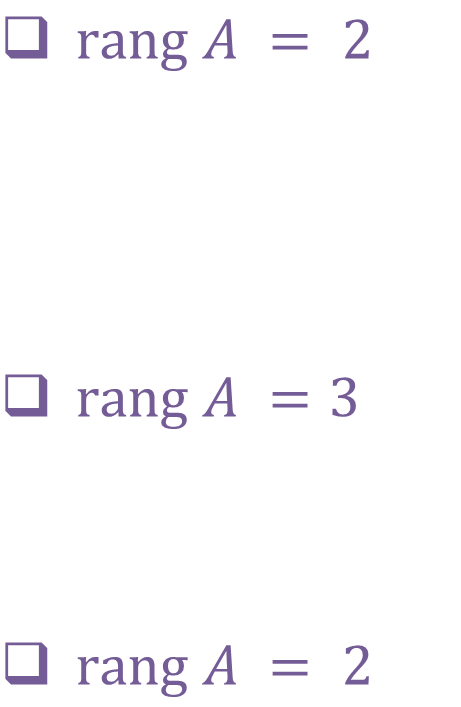 ❑ rang A = 2
❑ rang A = 3
❑ rang A = 2